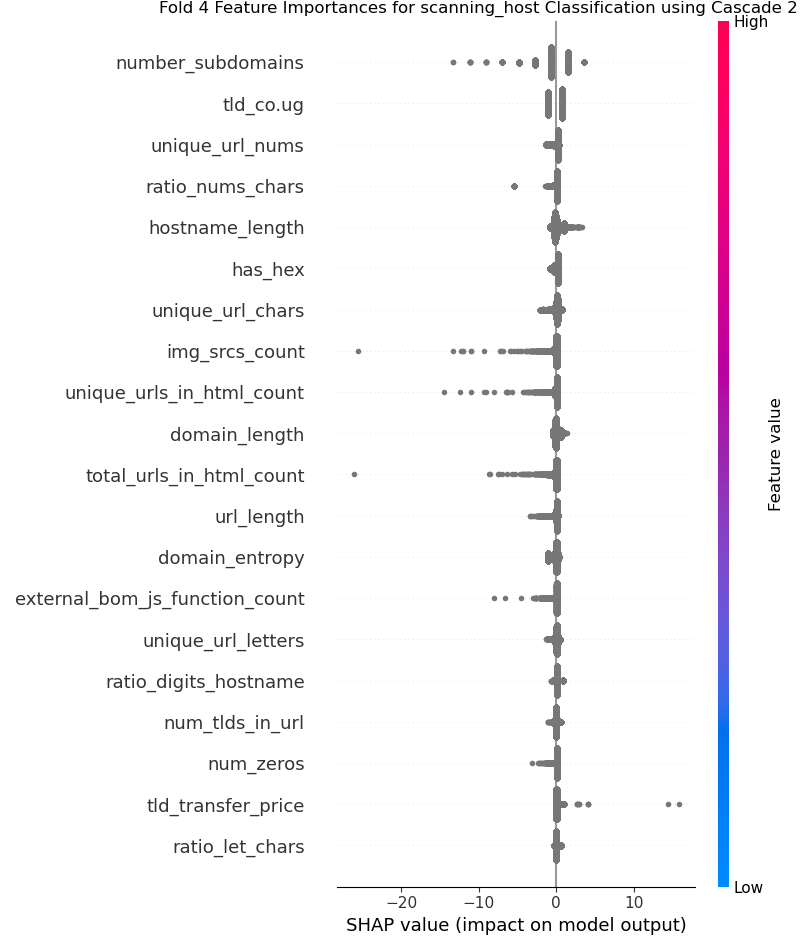 Fold 4 Feature Importances for scanning_host Classification using Cascade 2
High
number_subdomains
tld_co.ug
unique_url_nums
ratio_nums_chars
hostname_length
has_hex
unique_url_chars
img_srcs_count
unique_urls_in_html_count
domain_length
total_urls_in_html_count
url_length
domain_entropy
external_bom_js_function_count
unique_url_letters
ratio_digits_hostname
num_tlds_in_url
num_zeros
tld_transfer_price
ratio_let_chars
Feature value
Low
−20 −10 0 10
SHAP value (impact on model output)